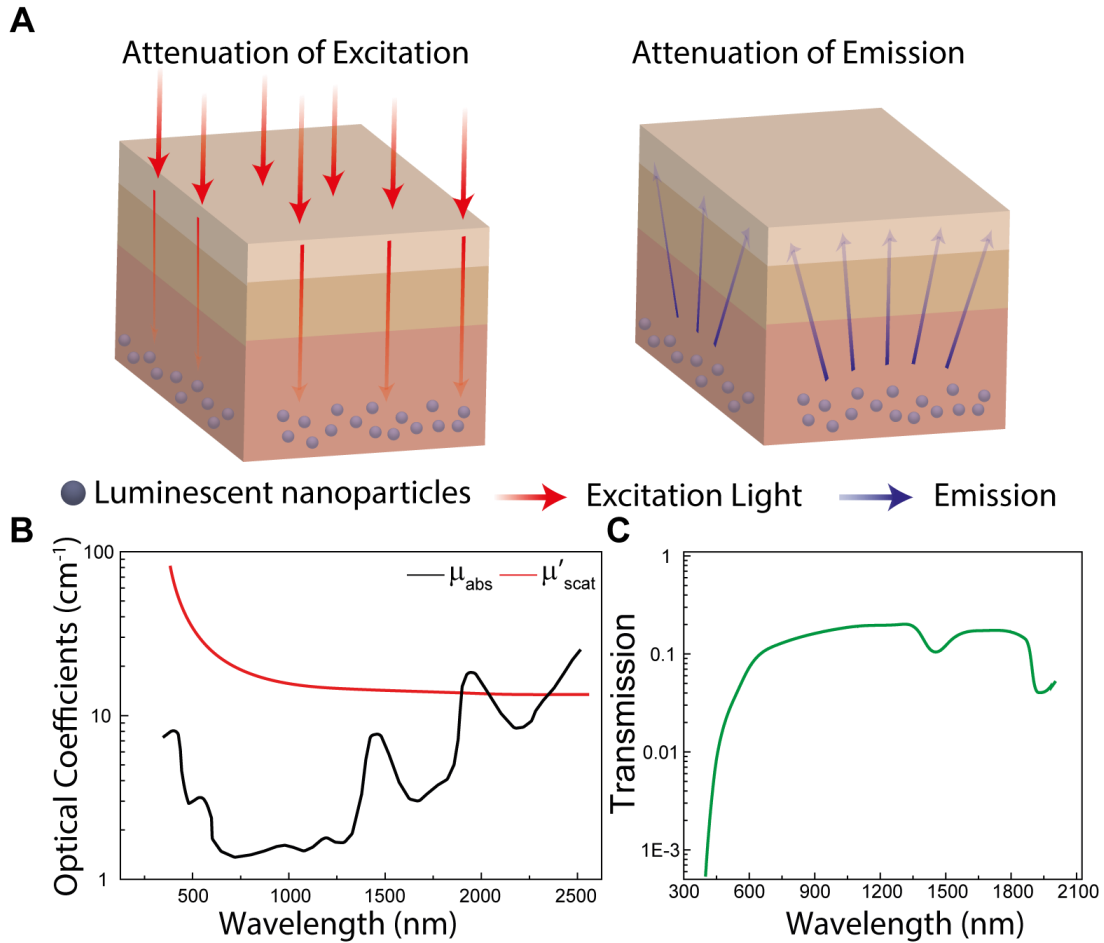 A
Attenuation of Excitation
Attenuation of Emission
Luminescent nanoparticles
Excitation Light
Emission
B
Optical Coefficients (cm⁻¹)
100
10
1
μabs
μ′scat
500
1000
1500
2000
2500
Wavelength (nm)
C
Transmission
1
0.1
0.01
1E-3
300
600
900
1200
1500
1800
2100
Wavelength (nm)